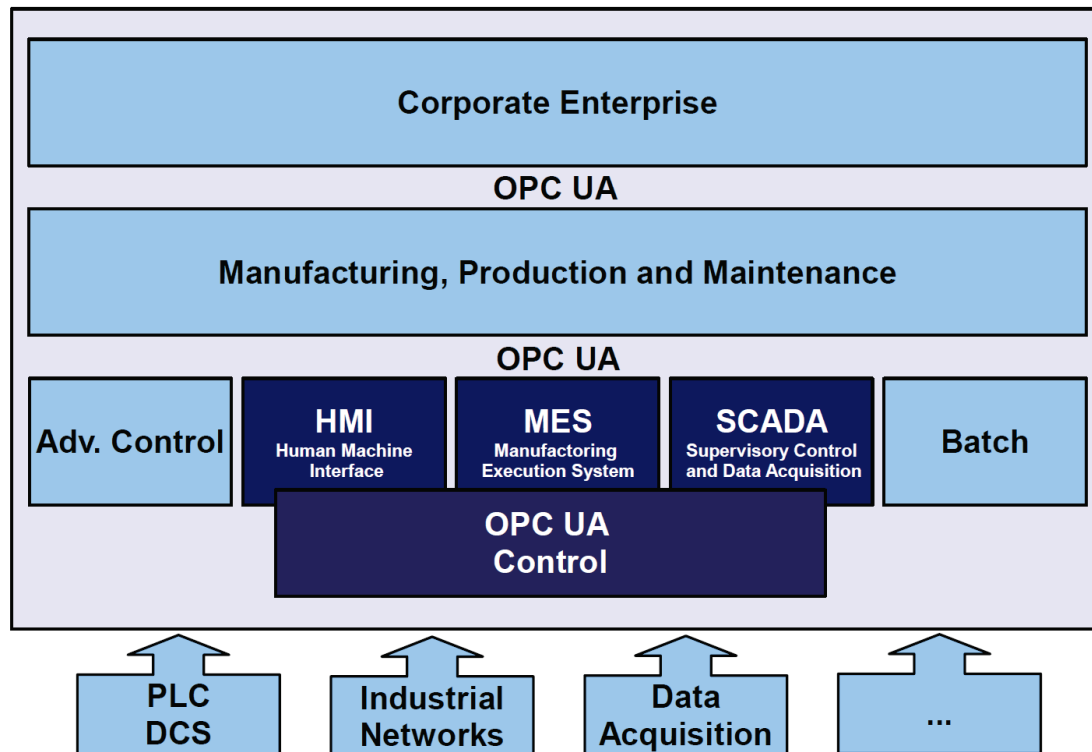 Corporate Enterprise
OPC UA
Manufacturing, Production and Maintenance
OPC UA
Adv. Control
HMI
Human Machine
Interface
MES
Manufactoring
Execution System
SCADA
Supervisory Control
and Data Acquisition
Batch
OPC UA
Control
PLC
DCS
Industrial
Networks
Data
Acquisition
...